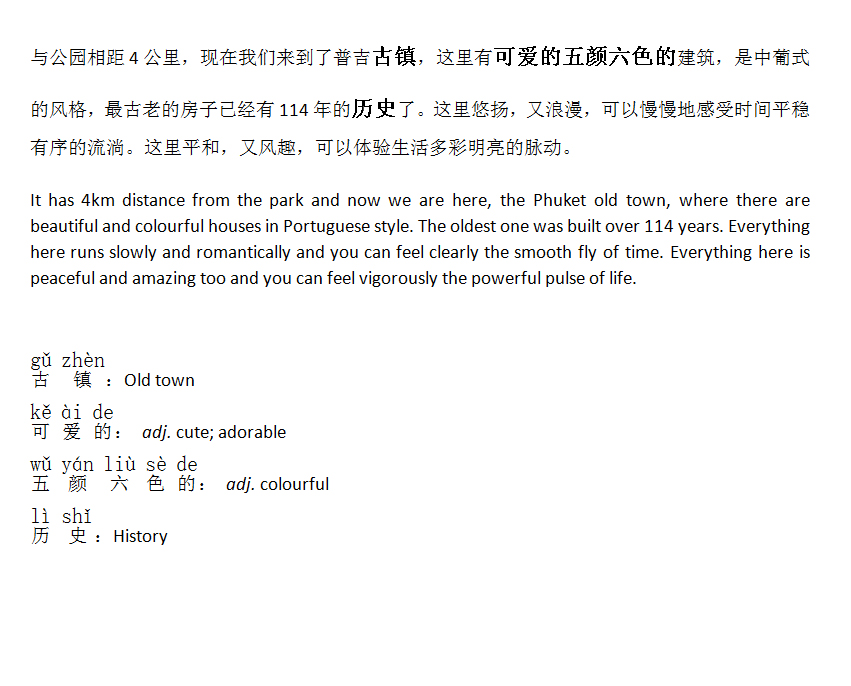 与公园相距 4 公里，现在我们来到了普吉古镇，这里有可爱的五颜六色的建筑，是中葡式
的风格，最古老的房子已经有 114 年的历史了。这里悠扬，又浪漫，可以慢慢地感受时间平稳
有序的流淌。这里平和，又风趣，可以体验生活多彩明亮的脉动。
It has 4km distance from the park and now we are here, the Phuket old town, where there are
beautiful and colourful houses in Portuguese style. The oldest one was built over 114 years. Everything
here runs slowly and romantically and you can feel clearly the smooth fly of time. Everything here is
peaceful and amazing too and you can feel vigorously the powerful pulse of life.
gǔ zhèn
古 镇 ：Old town
kě ài de
可 爱 的： adj. cute; adorable
wǔ yán liù sè de
五 颜 六 色 的： adj. colourful
lì shǐ
历 史 ：History